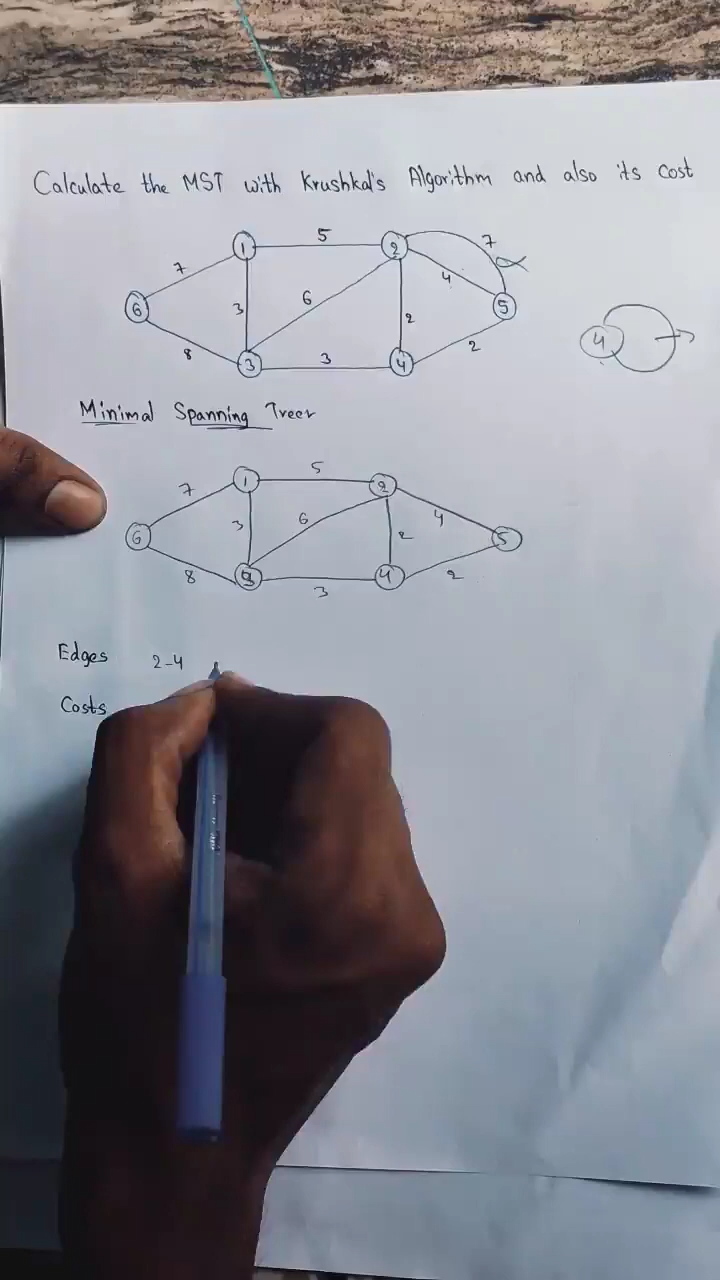 Calculate the MST with Krushkal's Algorithm and also its cost
1 5 2 7
7 4
6 3 6 2 5
8 3 3 4 2
4
Minimal Spanning Treer
1 5 2
7 3 6 4
6 2 5
8 3 3 4 2
Edges 2-4
Costs